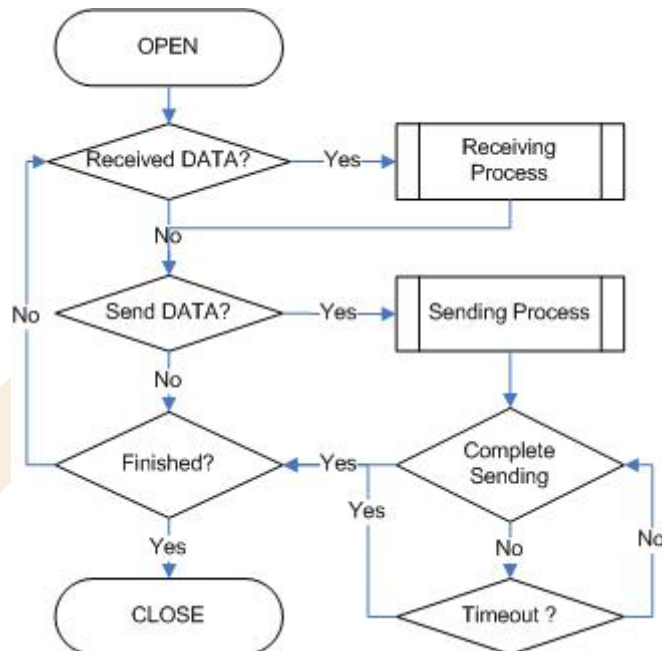 OPEN
Received DATA?
Yes
Receiving
Process
No
Send DATA?
Yes
Sending Process
No
No
Finished?
Yes
Complete
Sending
Yes
No
No
Yes
Timeout ?
CLOSE